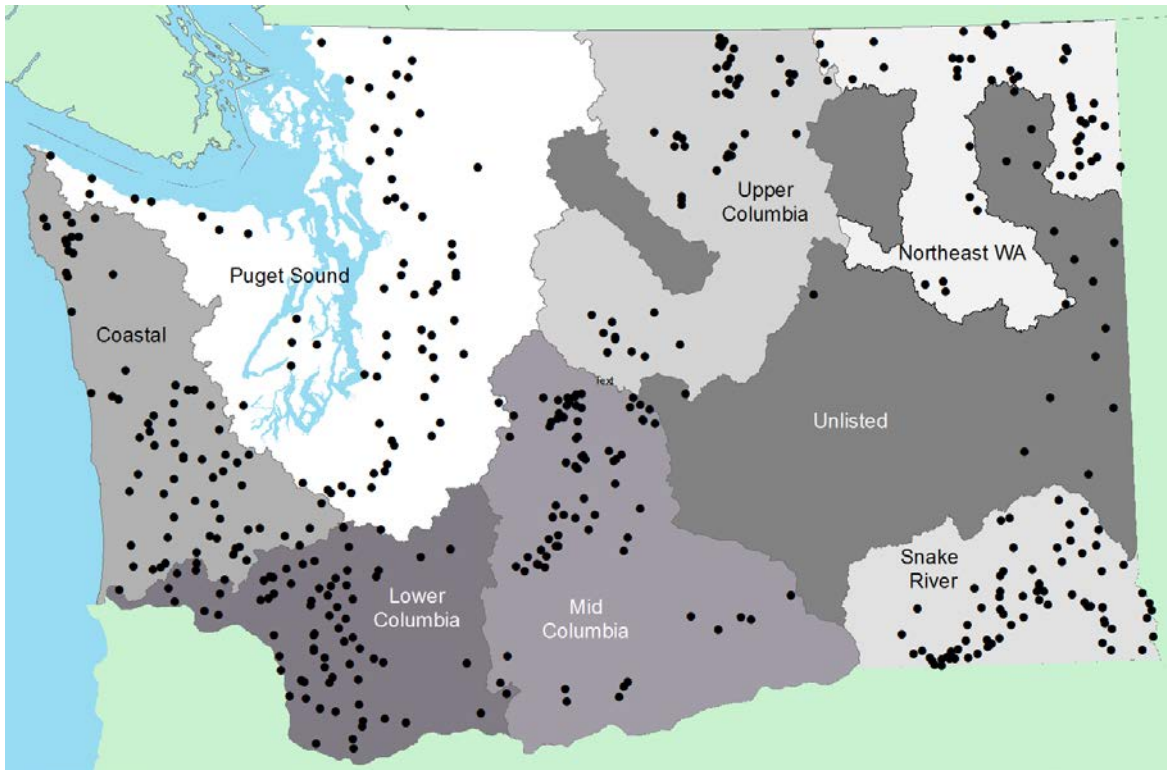 Upper
Columbia
Northeast WA
Puget Sound
Coastal
Text
Unlisted
Snake
River
Lower
Columbia
Mid
Columbia